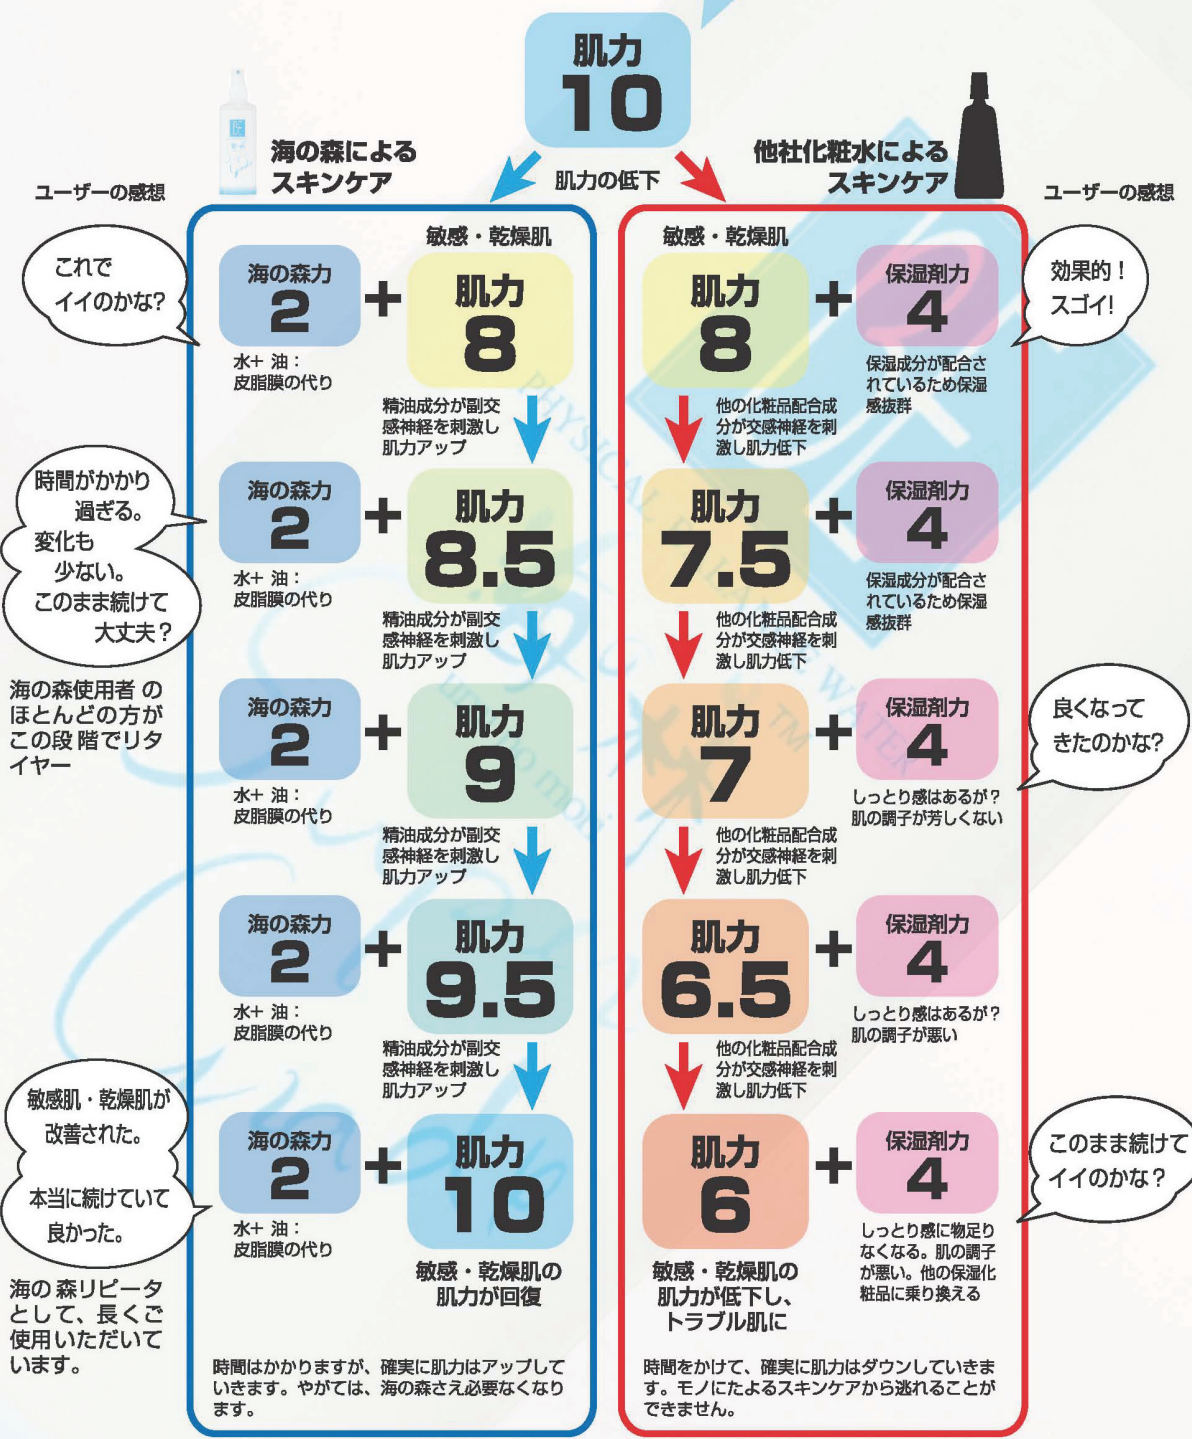 肌力
10
海の森による
スキンケア
肌力の低下
他社化粧水による
スキンケア
ユーザーの感想
ユーザーの感想
敏感・乾燥肌
これで
イイのかな?
海の森力
2
+
肌力
8
水+ 油:
皮脂膜の代り
精油成分が副交
感神経を刺激し
肌力アップ
時間がかかり
過ぎる。
変化も
少ない。
このまま続けて
大丈夫?
海の森力
2
+
肌力
8.5
水+ 油:
皮脂膜の代り
精油成分が副交
感神経を刺激し
肌力アップ
海の森使用者 の
ほとんどの方が
この段 階でリタ
イヤー
海の森力
2
+
肌力
9
水+ 油:
皮脂膜の代り
精油成分が副交
感神経を刺激し
肌力アップ
海の森力
2
+
肌力
9.5
水+ 油:
皮脂膜の代り
精油成分が副交
感神経を刺激し
肌力アップ
敏感肌・乾燥肌が
改善された。
本当に続けていて
良かった。
海の森力
2
+
肌力
10
水+ 油:
皮脂膜の代り
敏感・乾燥肌の
肌力が回復
海の 森リピータ
として、長くご
使用いただいて
います。
時間はかかりますが、確実に肌力はアップして
いきます。やがては、海の森さえ必要なくなり
ます。
敏感・乾燥肌
肌力
8
+
保湿剤力
4
効果的!
スゴイ!
保湿成分が配合さ
れているため保湿
感抜群
他の化粧品配合成
分が交感神経を刺
激し肌力低下
肌力
7.5
+
保湿剤力
4
保湿成分が配合さ
れているため保湿
感抜群
他の化粧品配合成
分が交感神経を刺
激し肌力低下
肌力
7
+
保湿剤力
4
良くなって
きたのかな?
しっとり感はあるが?
肌の調子が芳しくない
他の化粧品配合成
分が交感神経を刺
激し肌力低下
肌力
6.5
+
保湿剤力
4
しっとり感はあるが?
肌の調子が悪い
他の化粧品配合成
分が交感神経を刺
激し肌力低下
肌力
6
+
保湿剤力
4
このまま続けて
イイのかな?
しっとり感に物足り
なくなる。肌の調子
が悪い。他の保湿化
粧品に乗り換える
敏感・乾燥肌の
肌力が低下し、
トラブル肌に
時間をかけて、確実に肌力はダウンしていきま
す。モノにたよるスキンケアから逃れることが
できません。